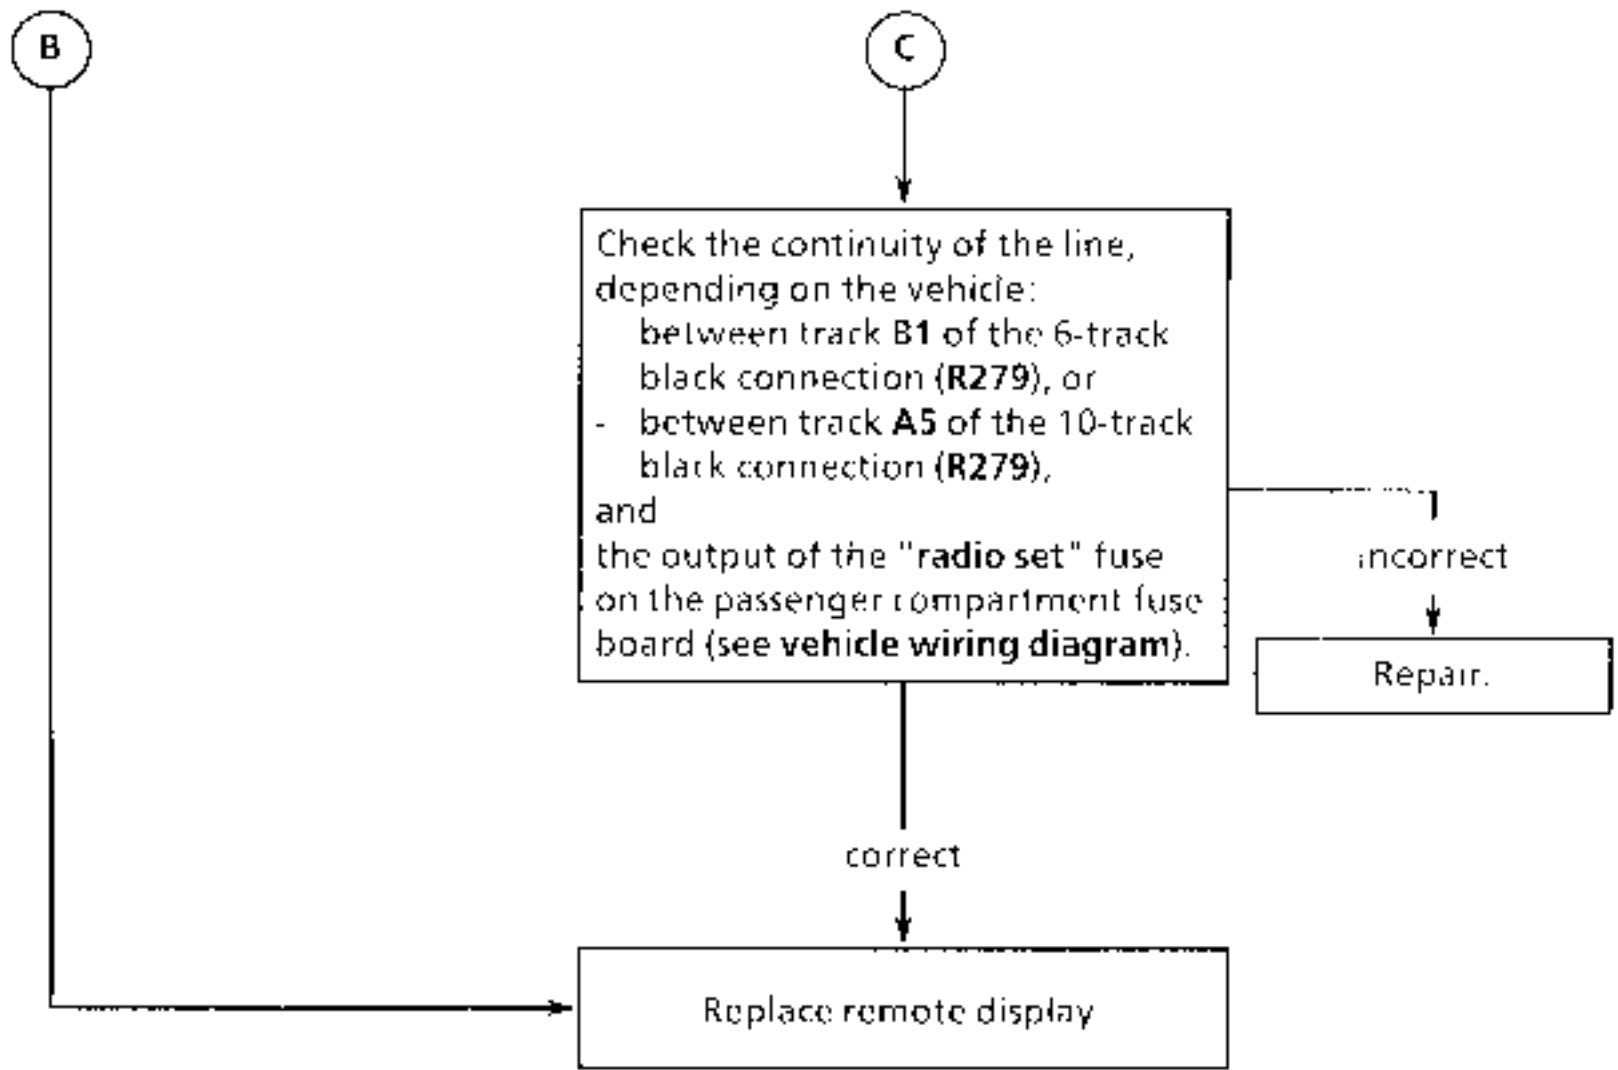 B
C
Check the continuity of the line,
depending on the vehicle:
between track B1 of the 6-track
black connection (R279), or
- between track A5 of the 10-track
black connection (R279),
and
the output of the "radio set" fuse
on the passenger compartment fuse
board (see vehicle wiring diagram).
incorrect
Repair.
correct
Replace remote display